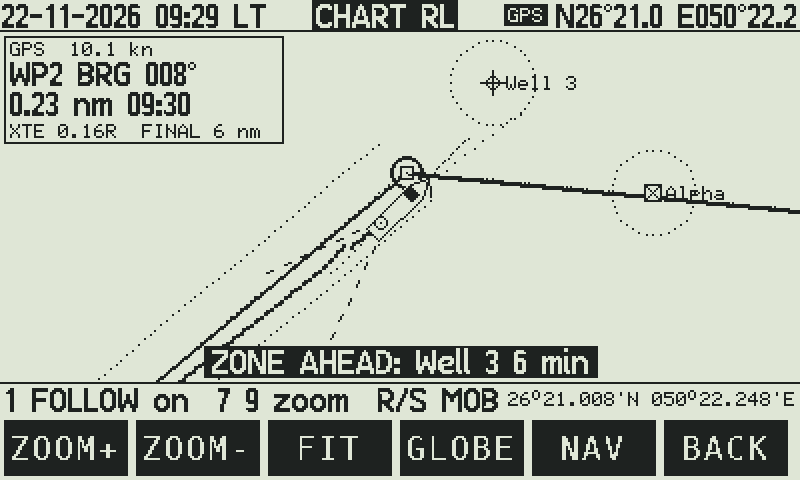 22-11-2026 09:29 LT CHART RL GPS N26°21.0 E050°22.2
GPS 10.1 kn
WP2 BRG 008°
0.23 nm 09:30
XTE 0.16R FINAL 6 nm
Well 3
Alpha
ZONE AHEAD: Well 3 6 min
1 FOLLOW on 7 9 zoom R/S MOB 26°21.008'N 050°22.248'E
ZOOM+ ZOOM- FIT GLOBE NAV BACK